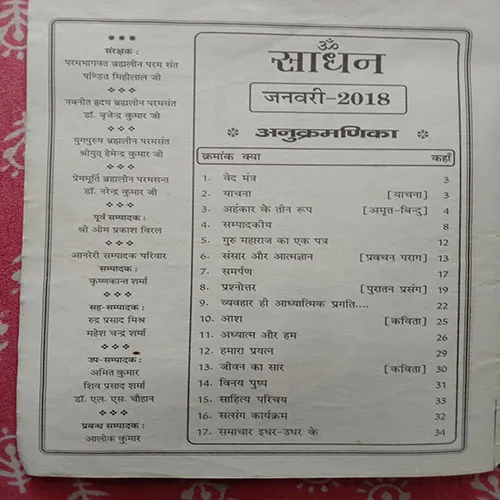 संरक्षक :
परमभागवत ब्रह्मलीन परम संत
पण्डित मिहीलाल जी
नवनीत हृदय ब्रह्मलीन परमसंत
डॉ. बृजेन्द्र कुमार जी
युगपुरुष ब्रह्मलीन परमसंत
श्रीयुत् हेमेन्द्र कुमार जी
प्रेममूर्ति ब्रह्मलीन परमसन्त
डॉ. नरेन्द्र कुमार जी
पूर्व सम्पादक :
श्री ओम प्रकाश विरल
आनरेरी सम्पादक परिवार
सम्पादक :
कृष्णकान्त शर्मा
सह-सम्पादक :
रुद्र प्रसाद मिश्र
महेश चन्द्र शर्मा
उप-सम्पादक :
अमित कुमार
शिव प्रसाद शर्मा
डॉ. एल. एस. चौहान
प्रबन्ध सम्पादक :
आलोक कुमार
ॐ
साधन
जनवरी-2018
अनुक्रमणिका
क्रमांक क्या कहाँ
1. वेद मंत्र 3
2. याचना [याचना] 3
3. अहंकार के तीन रूप [अमृत-बिन्दु] 4
4. सम्पादकीय 8
5. गुरु महाराज का एक पत्र 12
6. संसार और आत्मज्ञान [प्रवचन पराग] 13
7. समर्पण 17
8. प्रश्नोत्तर [पुरातन प्रसंग] 19
9. व्यवहार ही आध्यात्मिक प्रगति.... 22
10. आश [कविता] 25
11. अध्यात्म और हम 26
12. हमारा प्रयत्न 29
13. जीवन का सार [कविता] 30
14. विनय पुष्प 31
15. साहित्य परिचय 33
16. सत्संग कार्यक्रम 32
17. समाचार इधर-उधर के 34